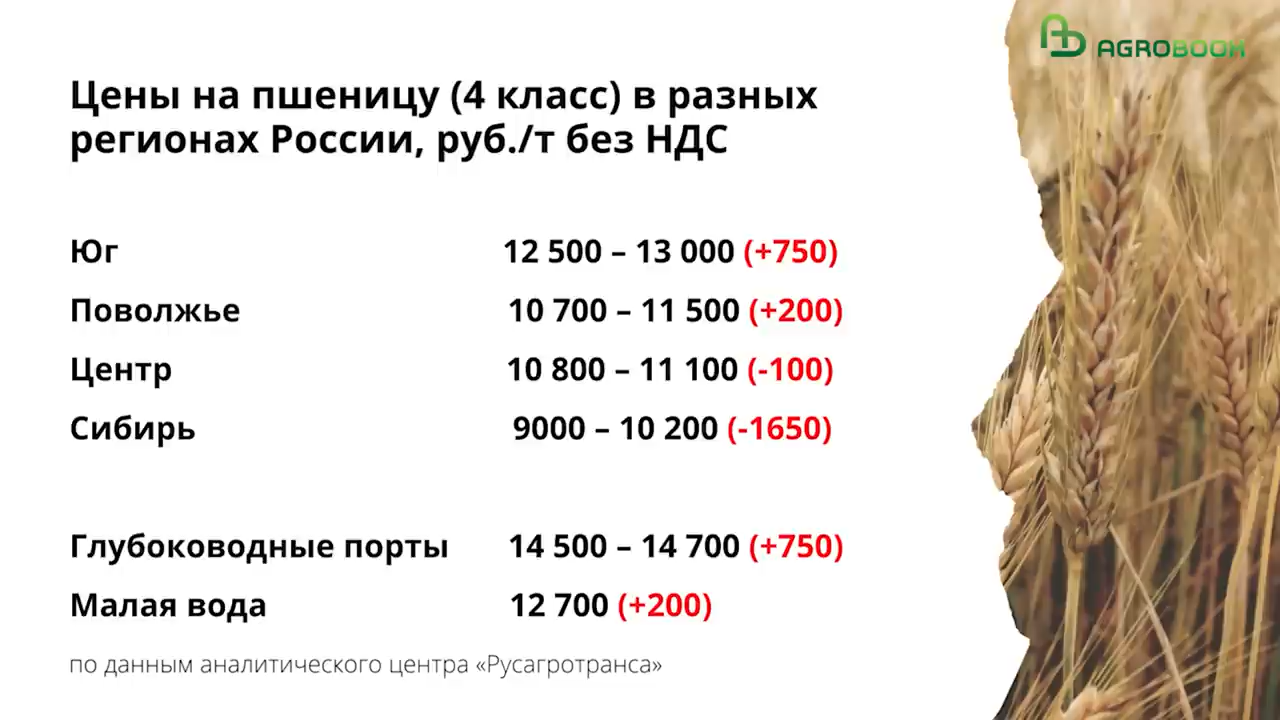 AGROBOOK
Цены на пшеницу (4 класс) в разных
регионах России, руб./т без НДС
Юг 12 500 – 13 000 (+750)
Поволжье 10 700 – 11 500 (+200)
Центр 10 800 – 11 100 (-100)
Сибирь 9000 – 10 200 (-1650)
Глубоководные порты 14 500 – 14 700 (+750)
Малая вода 12 700 (+200)
по данным аналитического центра «Русагротранса»